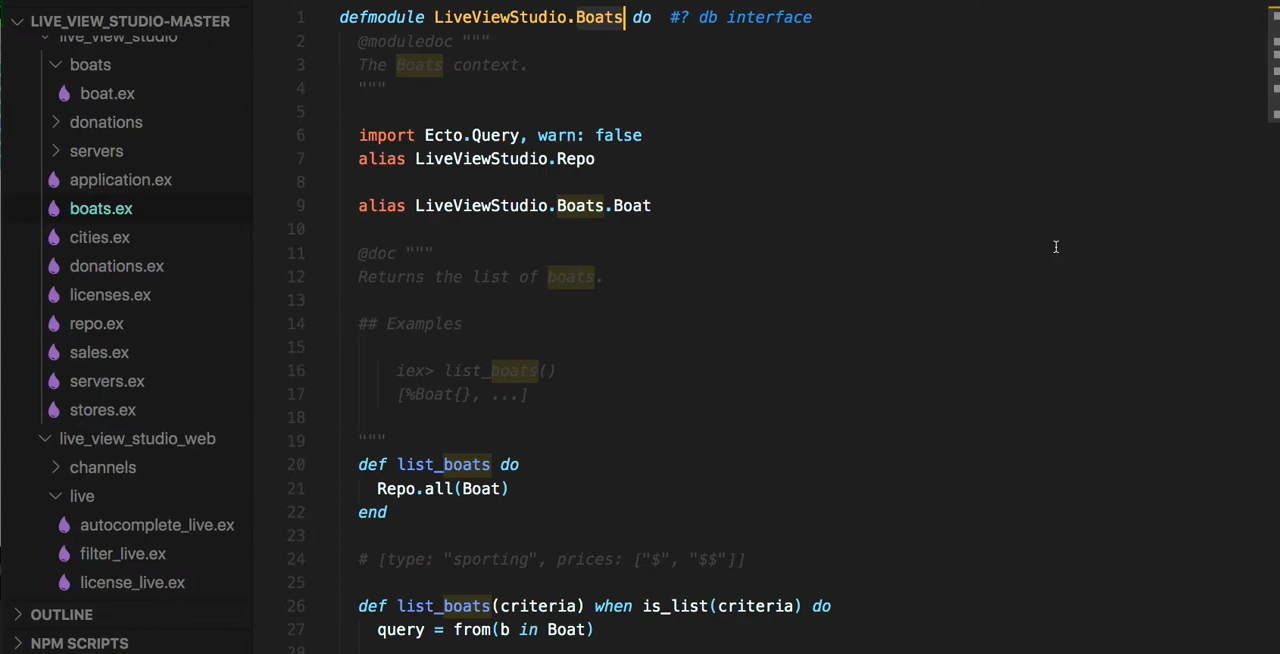 LIVE_VIEW_STUDIO-MASTER
live_view_studio
boats
boat.ex
donations
servers
application.ex
boats.ex
cities.ex
donations.ex
licenses.ex
repo.ex
sales.ex
servers.ex
stores.ex
live_view_studio_web
channels
live
autocomplete_live.ex
filter_live.ex
license_live.ex
OUTLINE
NPM SCRIPTS
1 defmodule LiveViewStudio.Boats do #? db interface
2 @moduledoc """
3 The Boats context.
4 """
5
6 import Ecto.Query, warn: false
7 alias LiveViewStudio.Repo
8
9 alias LiveViewStudio.Boats.Boat
10
11 @doc """
12 Returns the list of boats.
13
14 ## Examples
15
16 iex> list_boats()
17 [%Boat{}, ...]
18
19 """
20 def list_boats do
21 Repo.all(Boat)
22 end
23
24 # [type: "sporting", prices: ["$", "$$"]]
25
26 def list_boats(criteria) when is_list(criteria) do
27 query = from(b in Boat)
28